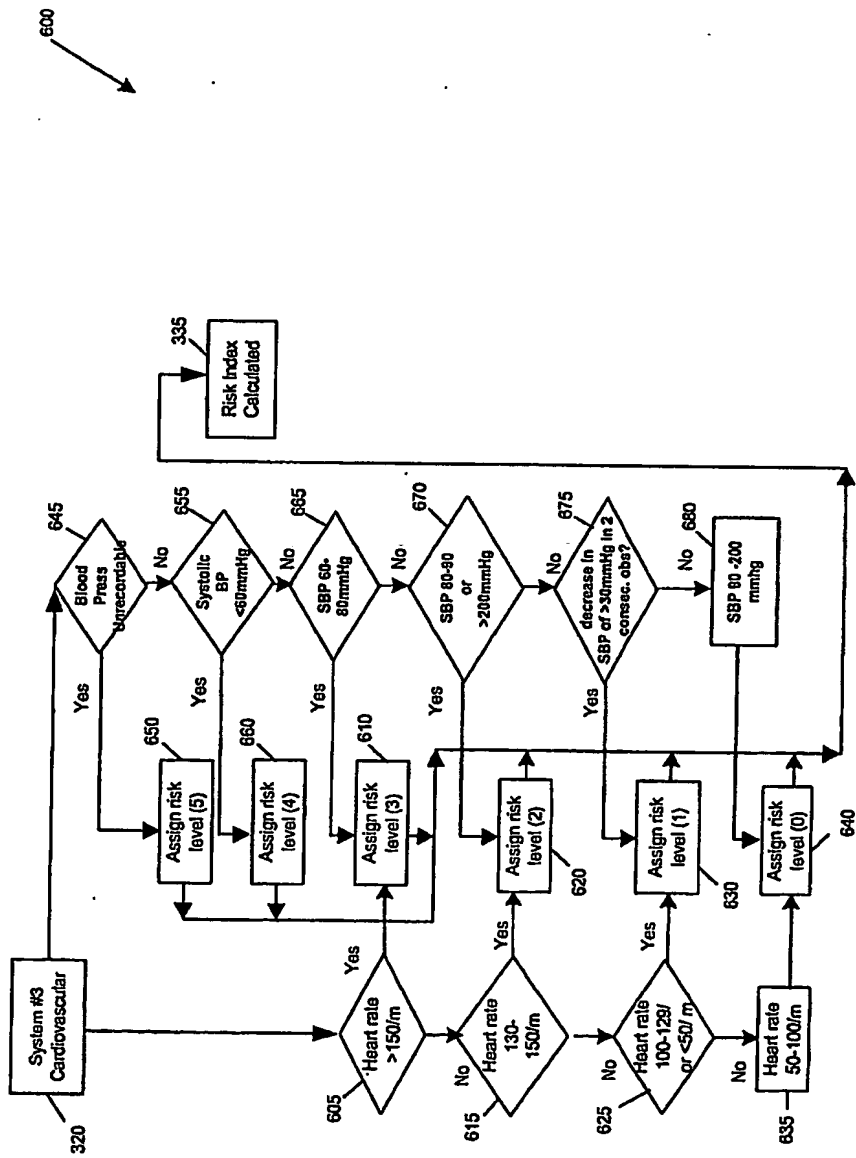 600
System #3
Cardiovascular
320
645
Blood
Press
Unrecordable
Yes
No
655
Systolic
BP
<60mmHg
Yes
No
665
SBP 60-
80mmHg
Yes
No
670
SBP 80-90
or
>200mmHg
Yes
No
675
decrease in
SBP of >30mmHg in 2
consec. obs?
Yes
No
680
SBP 90 -200
mmhg
335
Risk Index
Calculated
650
Assign risk
level (5)
660
Assign risk
level (4)
610
Assign risk
level (3)
Assign risk
level (2)
620
Assign risk
level (1)
630
Assign risk
level (0)
640
Heart rate
>150/m
605
Yes
No
Heart rate
130-
150/m
615
Yes
No
Heart rate
100-129/
or <50/ m
625
Yes
No
Heart rate
50-100/m
635